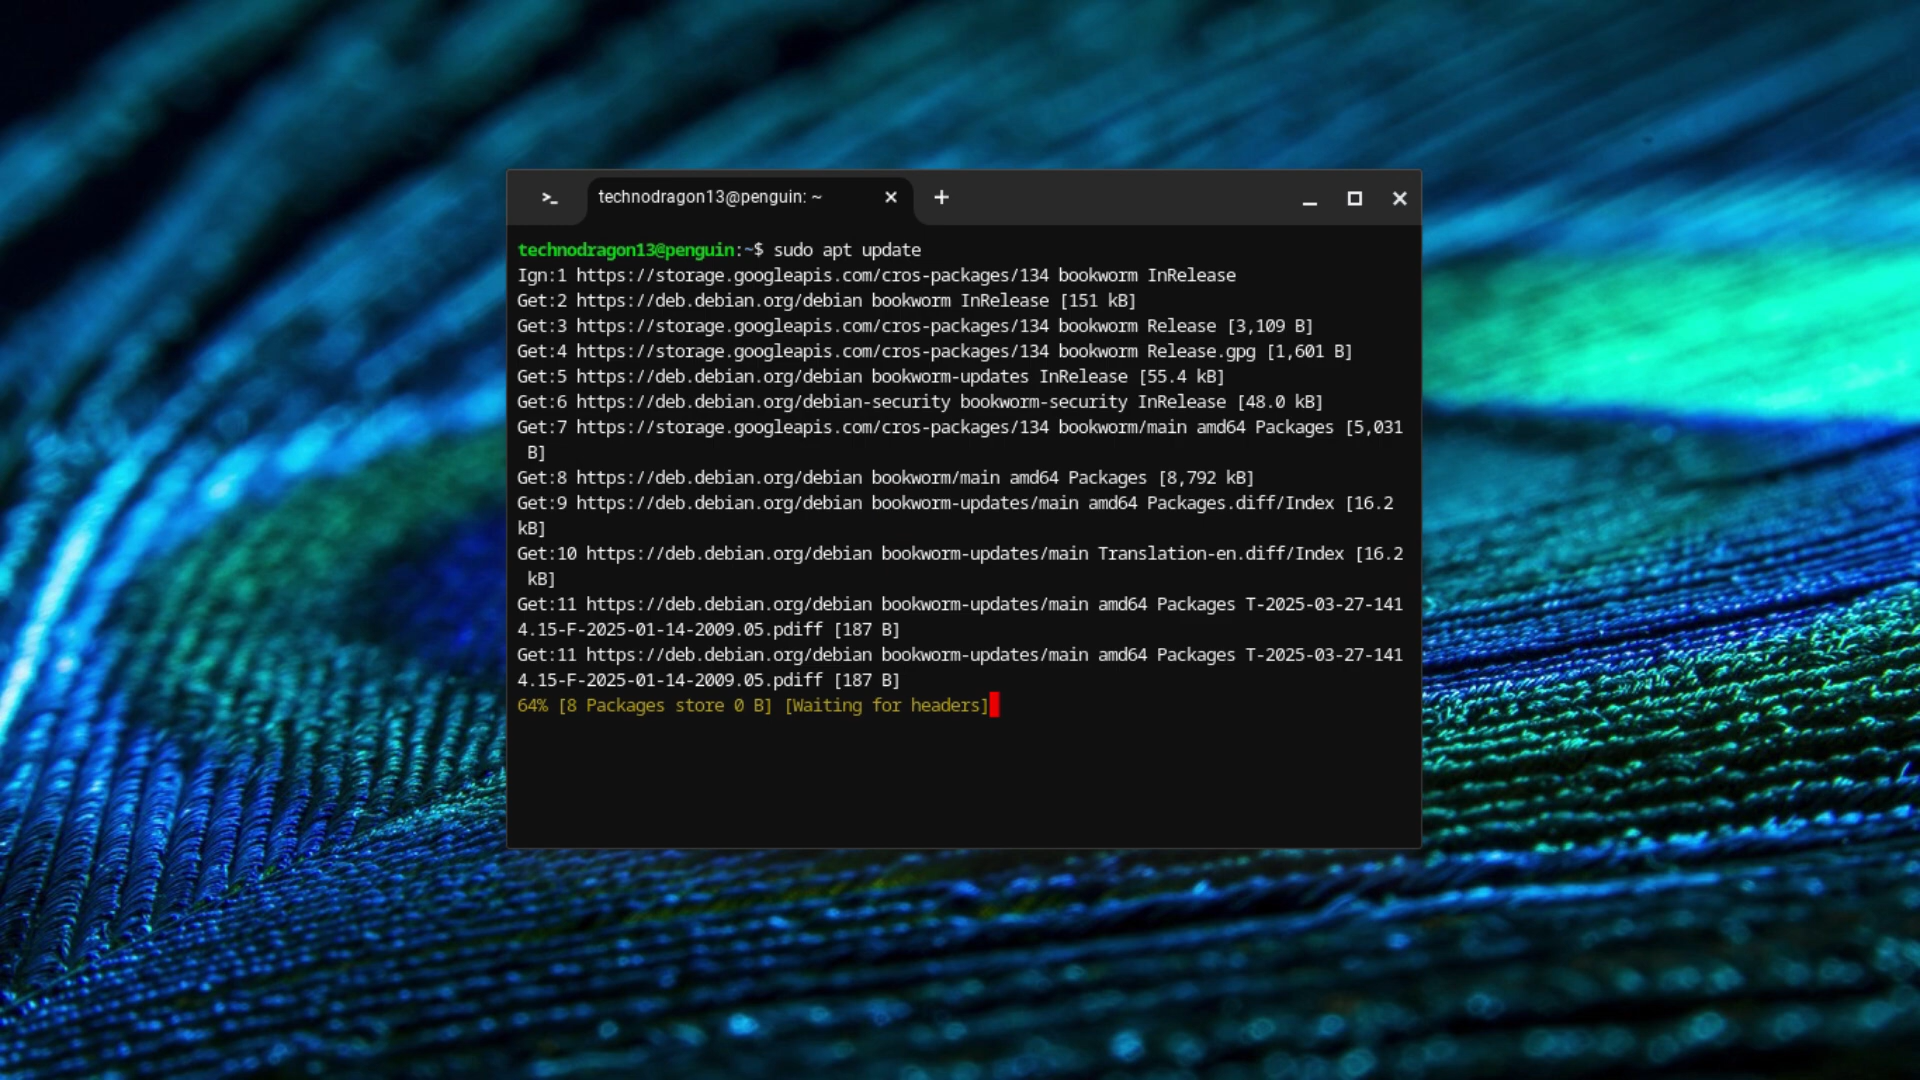 technodragon13@penguin: ~
technodragon13@penguin:~$ sudo apt update
Ign:1 https://storage.googleapis.com/cros-packages/134 bookworm InRelease
Get:2 https://deb.debian.org/debian bookworm InRelease [151 kB]
Get:3 https://storage.googleapis.com/cros-packages/134 bookworm Release [3,109 B]
Get:4 https://storage.googleapis.com/cros-packages/134 bookworm Release.gpg [1,601 B]
Get:5 https://deb.debian.org/debian bookworm-updates InRelease [55.4 kB]
Get:6 https://deb.debian.org/debian-security bookworm-security InRelease [48.0 kB]
Get:7 https://storage.googleapis.com/cros-packages/134 bookworm/main amd64 Packages [5,031
B]
Get:8 https://deb.debian.org/debian bookworm/main amd64 Packages [8,792 kB]
Get:9 https://deb.debian.org/debian bookworm-updates/main amd64 Packages.diff/Index [16.2
kB]
Get:10 https://deb.debian.org/debian bookworm-updates/main Translation-en.diff/Index [16.2
kB]
Get:11 https://deb.debian.org/debian bookworm-updates/main amd64 Packages T-2025-03-27-141
4.15-F-2025-01-14-2009.05.pdiff [187 B]
Get:11 https://deb.debian.org/debian bookworm-updates/main amd64 Packages T-2025-03-27-141
4.15-F-2025-01-14-2009.05.pdiff [187 B]
64% [8 Packages store 0 B] [Waiting for headers]